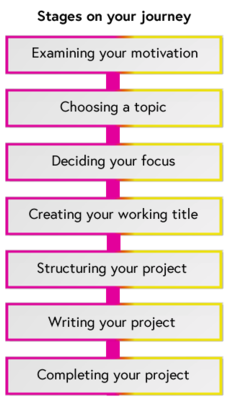 Stages on your journey
Examining your motivation
Choosing a topic
Deciding your focus
Creating your working title
Structuring your project
Writing your project
Completing your project